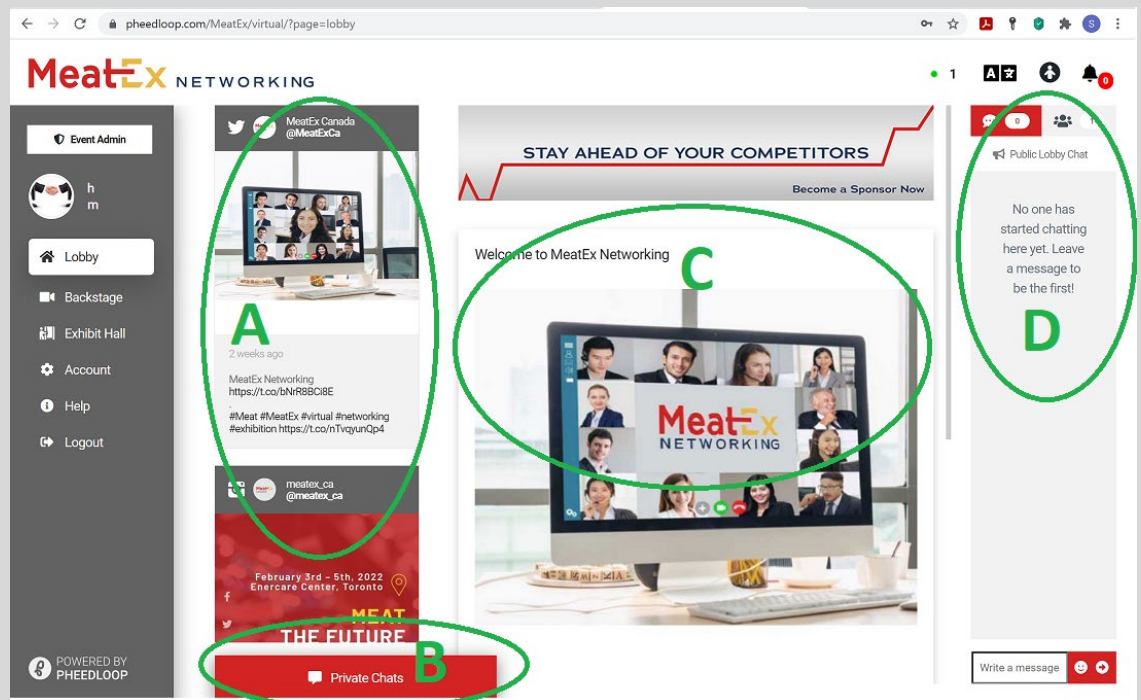 pheedloop.com/MeatEx/virtual/?page=lobby
S
MeatEx NETWORKING
1
A
0
Event Admin
h
m
Lobby
Backstage
Exhibit Hall
Account
Help
Logout
POWERED BY
PHEEDLOOP
MeatEx Canada
@MeatExCa
A
2 weeks ago
MeatEx Networking
https://t.co/bNrR8BCi8E
.
#Meat #MeatEx #virtual #networking
#exhibition https://t.co/nTvqyunQp4
meatex_ca
@meatex_ca
February 3rd - 5th, 2022
Enercare Center, Toronto
MEAT
THE FUTURE
Private Chats
B
STAY AHEAD OF YOUR COMPETITORS
Become a Sponsor Now
Welcome to MeatEx Networking
C
MeatEx
NETWORKING
0
1
Public Lobby Chat
No one has
started chatting
here yet. Leave
a message to
be the first!
D
Write a message